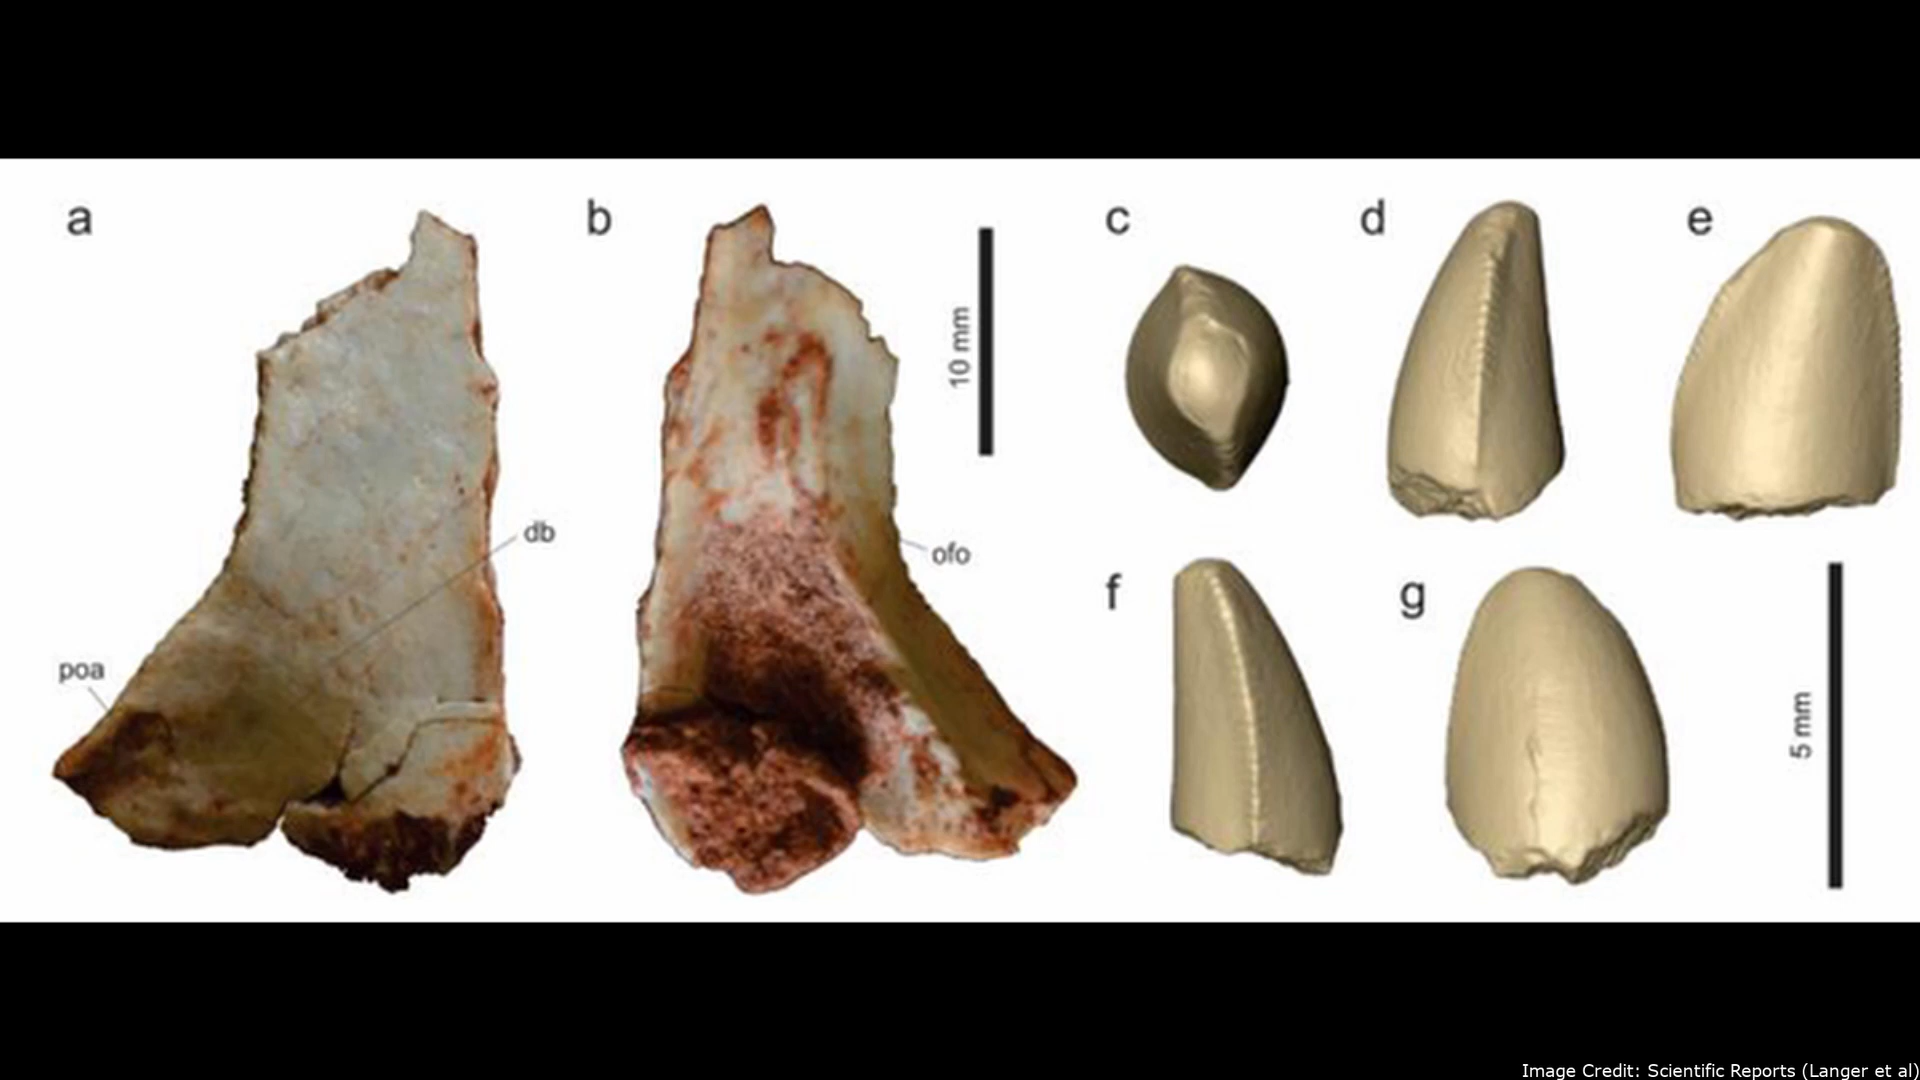 a
b
c
d
e
10 mm
db
ofo
poa
f
g
5 mm
Image Credit: Scientific Reports (Langer et al)